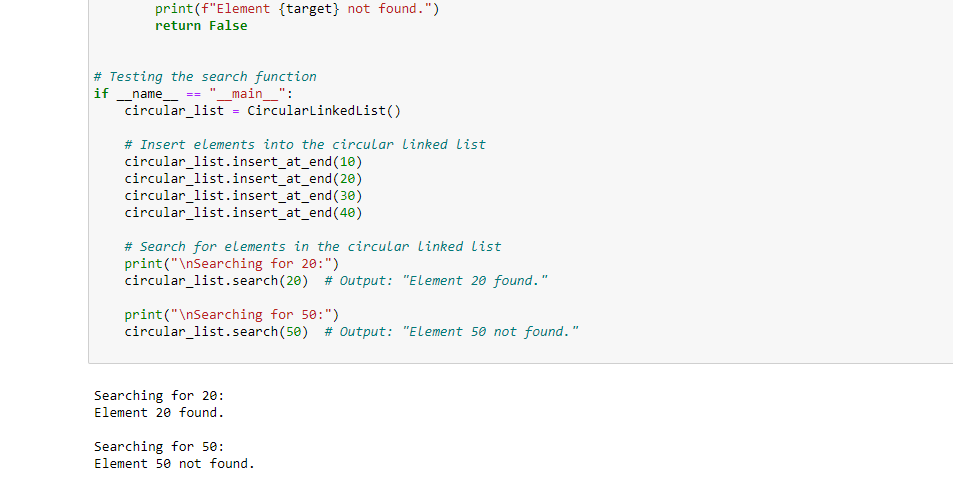 print(f"Element {target} not found.")
return False
# Testing the search function
if __name__ == "__main__":
circular_list = CircularLinkedList()
# Insert elements into the circular linked list
circular_list.insert_at_end(10)
circular_list.insert_at_end(20)
circular_list.insert_at_end(30)
circular_list.insert_at_end(40)
# Search for elements in the circular linked list
print("\nSearching for 20:")
circular_list.search(20)  # Output: "Element 20 found."
print("\nSearching for 50:")
circular_list.search(50)  # Output: "Element 50 not found."
Searching for 20:
Element 20 found.
Searching for 50:
Element 50 not found.